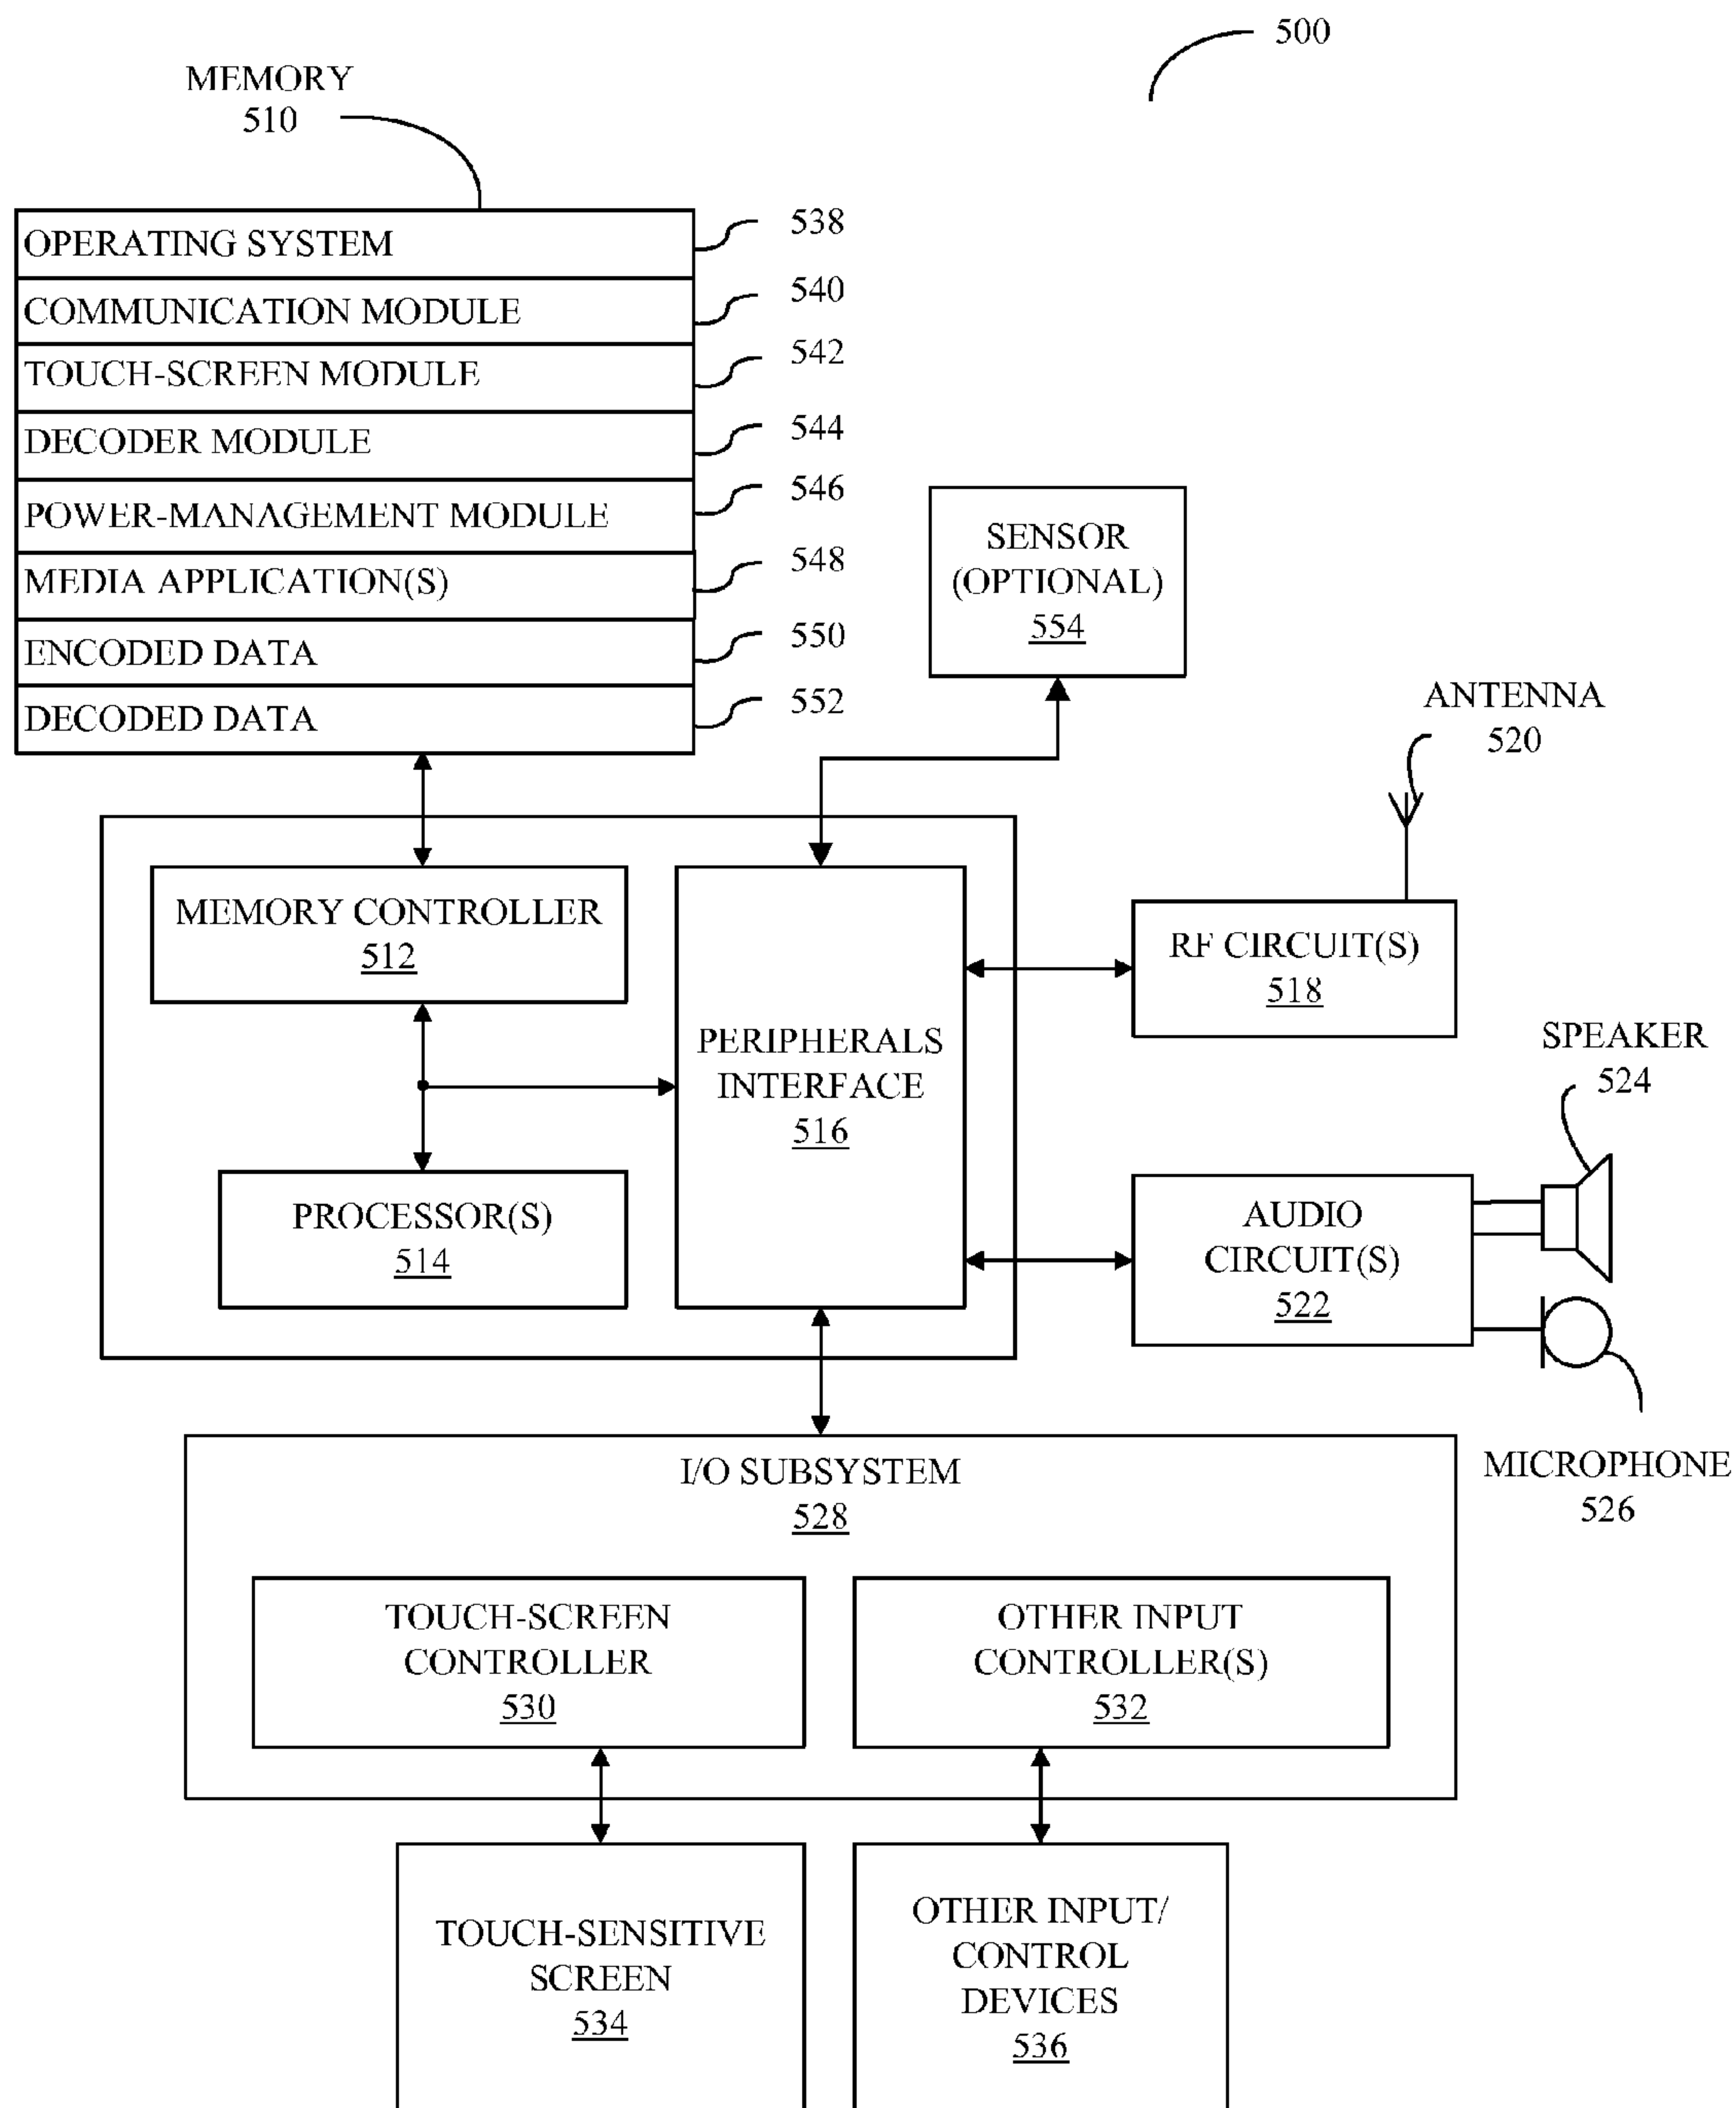 500
MEMORY
510
OPERATING SYSTEM
538
COMMUNICATION MODULE
540
TOUCH-SCREEN MODULE
542
DECODER MODULE
544
POWER-MANAGEMENT MODULE
546
MEDIA APPLICATION(S)
548
ENCODED DATA
550
DECODED DATA
552
SENSOR
(OPTIONAL)
554
ANTENNA
520
MEMORY CONTROLLER
512
PERIPHERALS
INTERFACE
516
RF CIRCUIT(S)
518
SPEAKER
524
PROCESSOR(S)
514
AUDIO
CIRCUIT(S)
522
MICROPHONE
526
I/O SUBSYSTEM
528
TOUCH-SCREEN
CONTROLLER
530
OTHER INPUT
CONTROLLER(S)
532
TOUCH-SENSITIVE
SCREEN
534
OTHER INPUT/
CONTROL
DEVICES
536